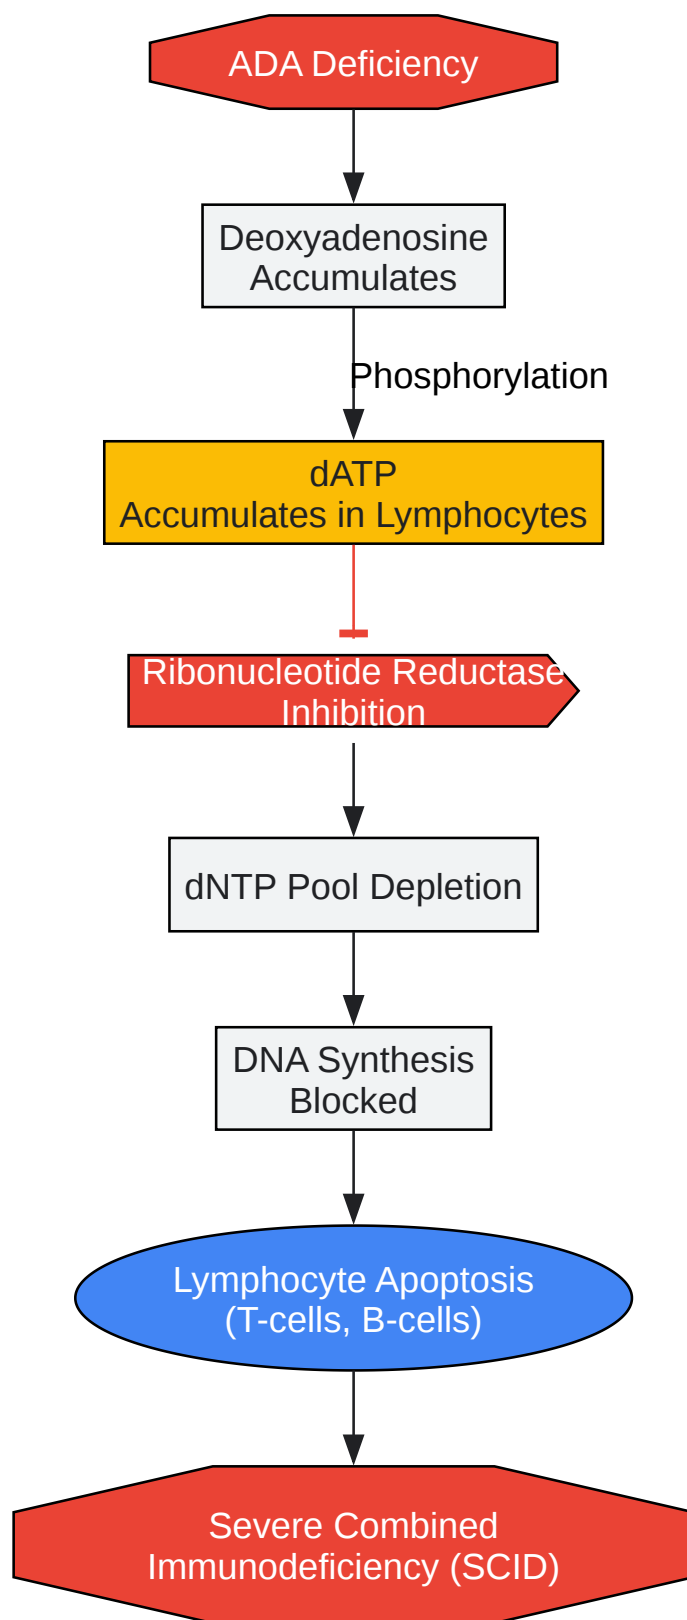 ADA Deficiency
Deoxyadenosine
Accumulates
Phosphorylation
dATP
Accumulates in Lymphocytes
Ribonucleotide Reductase
Inhibition
dNTP Pool Depletion
DNA Synthesis
Blocked
Lymphocyte Apoptosis
(T-cells, B-cells)
Severe Combined
Immunodeficiency (SCID)